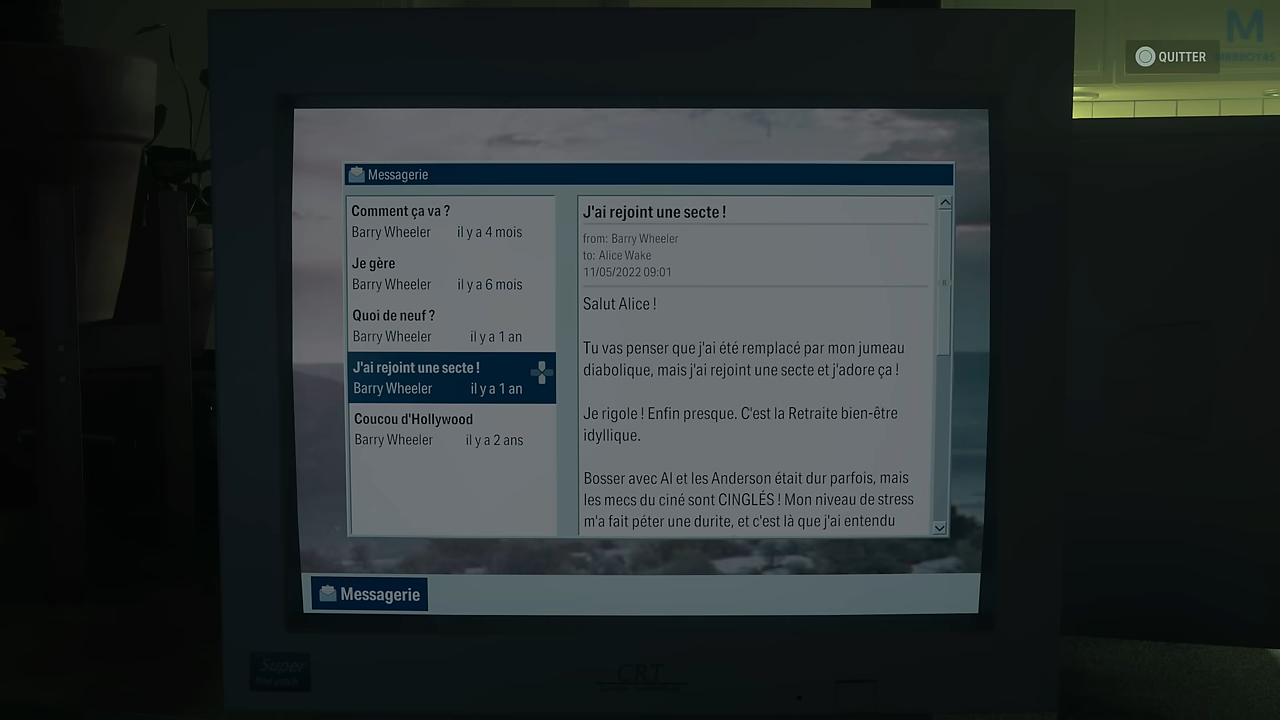 M
QUITTER
Messagerie
Comment ça va ?
Barry Wheeler il y a 4 mois
Je gère
Barry Wheeler il y a 6 mois
Quoi de neuf ?
Barry Wheeler il y a 1 an
J'ai rejoint une secte !
Barry Wheeler il y a 1 an
Coucou d'Hollywood
Barry Wheeler il y a 2 ans
J'ai rejoint une secte !
from: Barry Wheeler
to: Alice Wake
11/05/2022 09:01
Salut Alice !
Tu vas penser que j'ai été remplacé par mon jumeau
diabolique, mais j'ai rejoint une secte et j'adore ça !
Je rigole ! Enfin presque. C'est la Retraite bien-être
idyllique.
Bosser avec Al et les Anderson était dur parfois, mais
les mecs du ciné sont CINGLÉS ! Mon niveau de stress
m'a fait péter une durite, et c'est là que j'ai entendu
Messagerie
Super
CRT